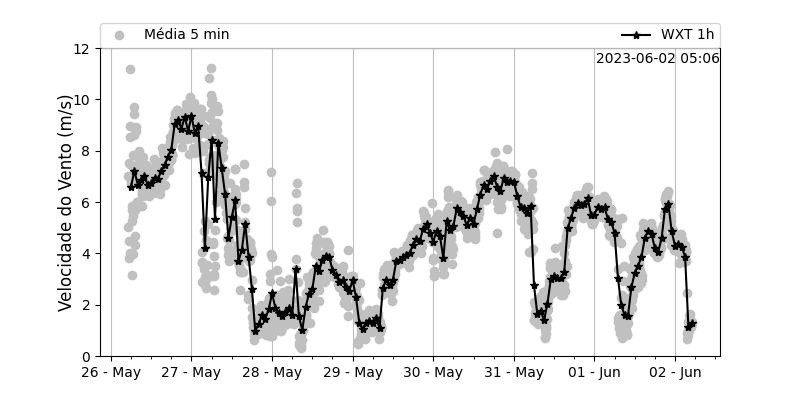 Média 5 min
WXT 1h
2023-06-02 05:06
Velocidade do Vento (m/s)
12
10
8
6
4
2
0
26 - May
27 - May
28 - May
29 - May
30 - May
31 - May
01 - Jun
02 - Jun